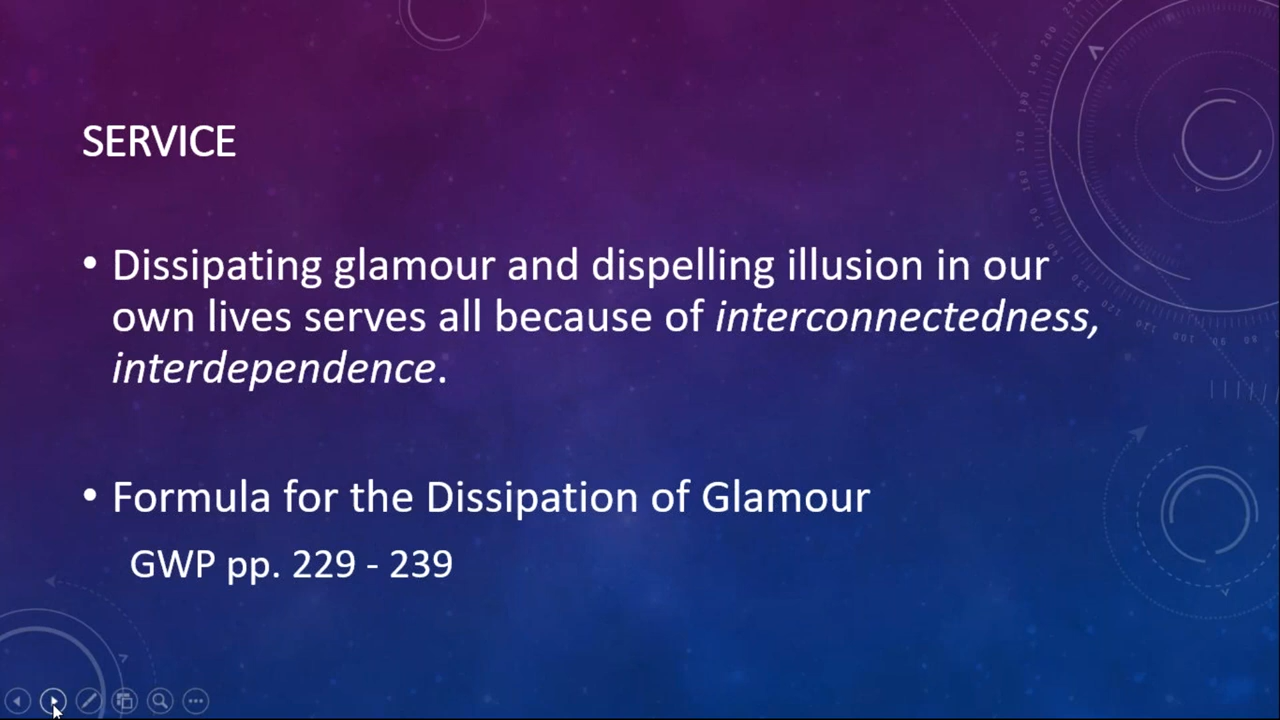 SERVICE
• Dissipating glamour and dispelling illusion in our
own lives serves all because of interconnectedness,
interdependence.
• Formula for the Dissipation of Glamour
GWP pp. 229 - 239